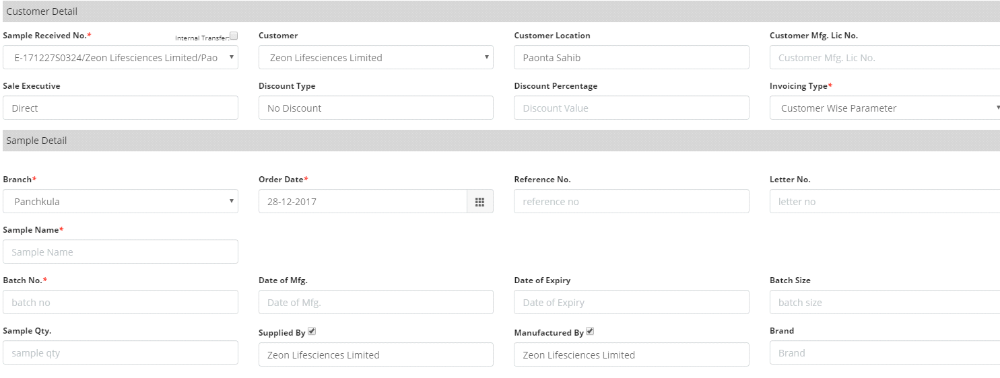 Customer Detail
Sample Received No.* Internal Transfer: Customer Customer Location Customer Mfg. Lic No.
E-171227S0324/Zeon Lifesciences Limited/Pao Zeon Lifesciences Limited Paonta Sahib Customer Mfg. Lic No.
Sale Executive Discount Type Discount Percentage Invoicing Type*
Direct No Discount Discount Value Customer Wise Parameter
Sample Detail
Branch* Order Date* Reference No. Letter No.
Panchkula 28-12-2017 reference no letter no
Sample Name*
Sample Name
Batch No.* Date of Mfg. Date of Expiry Batch Size
batch no Date of Mfg. Date of Expiry batch size
Sample Qty. Supplied By Manufactured By Brand
sample qty Zeon Lifesciences Limited Zeon Lifesciences Limited Brand